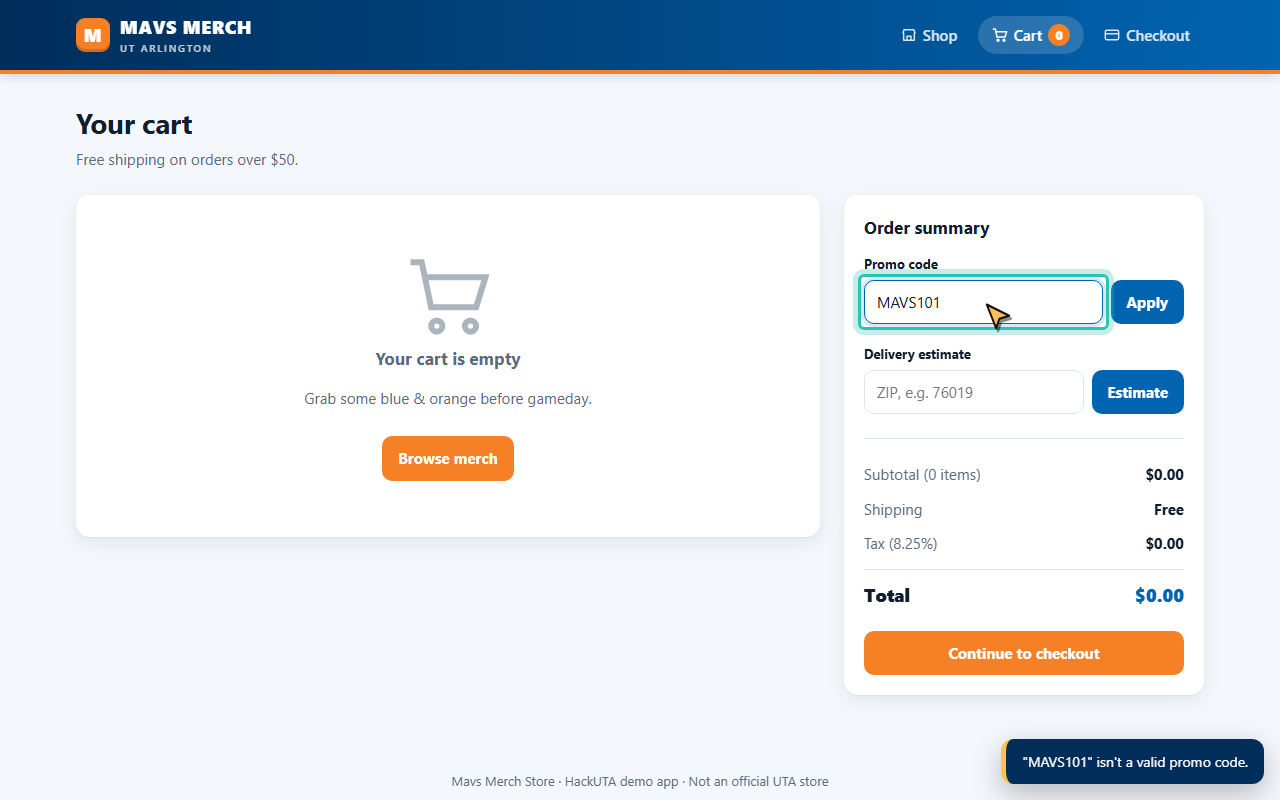 M
MAVS MERCH
UT ARLINGTON
Shop
Cart 0
Checkout
Your cart
Free shipping on orders over $50.
Your cart is empty
Grab some blue & orange before gameday.
Browse merch
Order summary
Promo code
MAVS101
Apply
Delivery estimate
ZIP, e.g. 76019
Estimate
Subtotal (0 items) $0.00
Shipping Free
Tax (8.25%) $0.00
Total $0.00
Continue to checkout
"MAVS101" isn't a valid promo code.
Mavs Merch Store · HackUTA demo app · Not an official UTA store